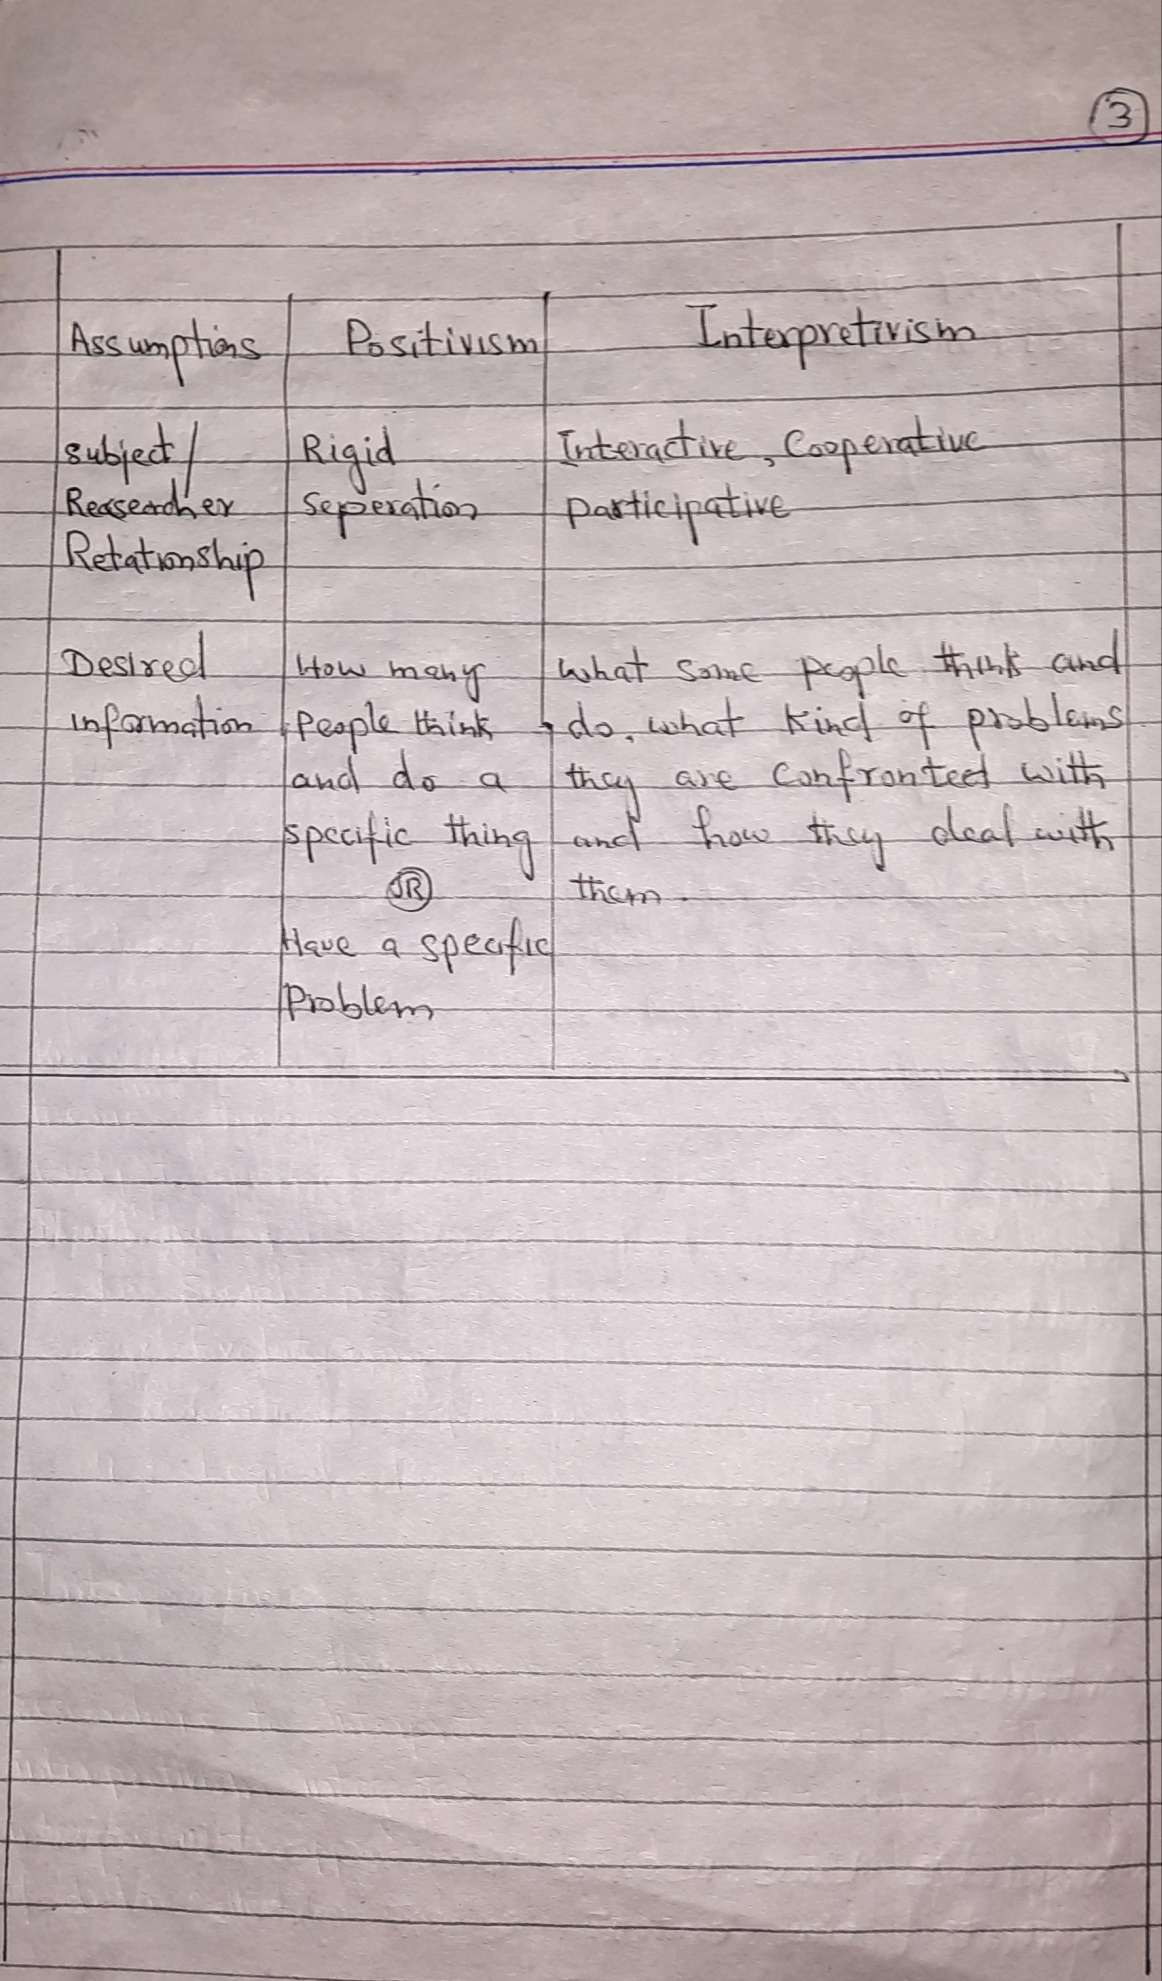 3
Assumptions Positivism Interpretivism
subject/ Rigid Interactive, Cooperative
Reasearcher Seperation participative
Relationship
Desired How many What some people think and
information people think do, what kind of problems
and do a they are confronted with
specific thing and how they deal with
OR them.
Have a specific
Problem